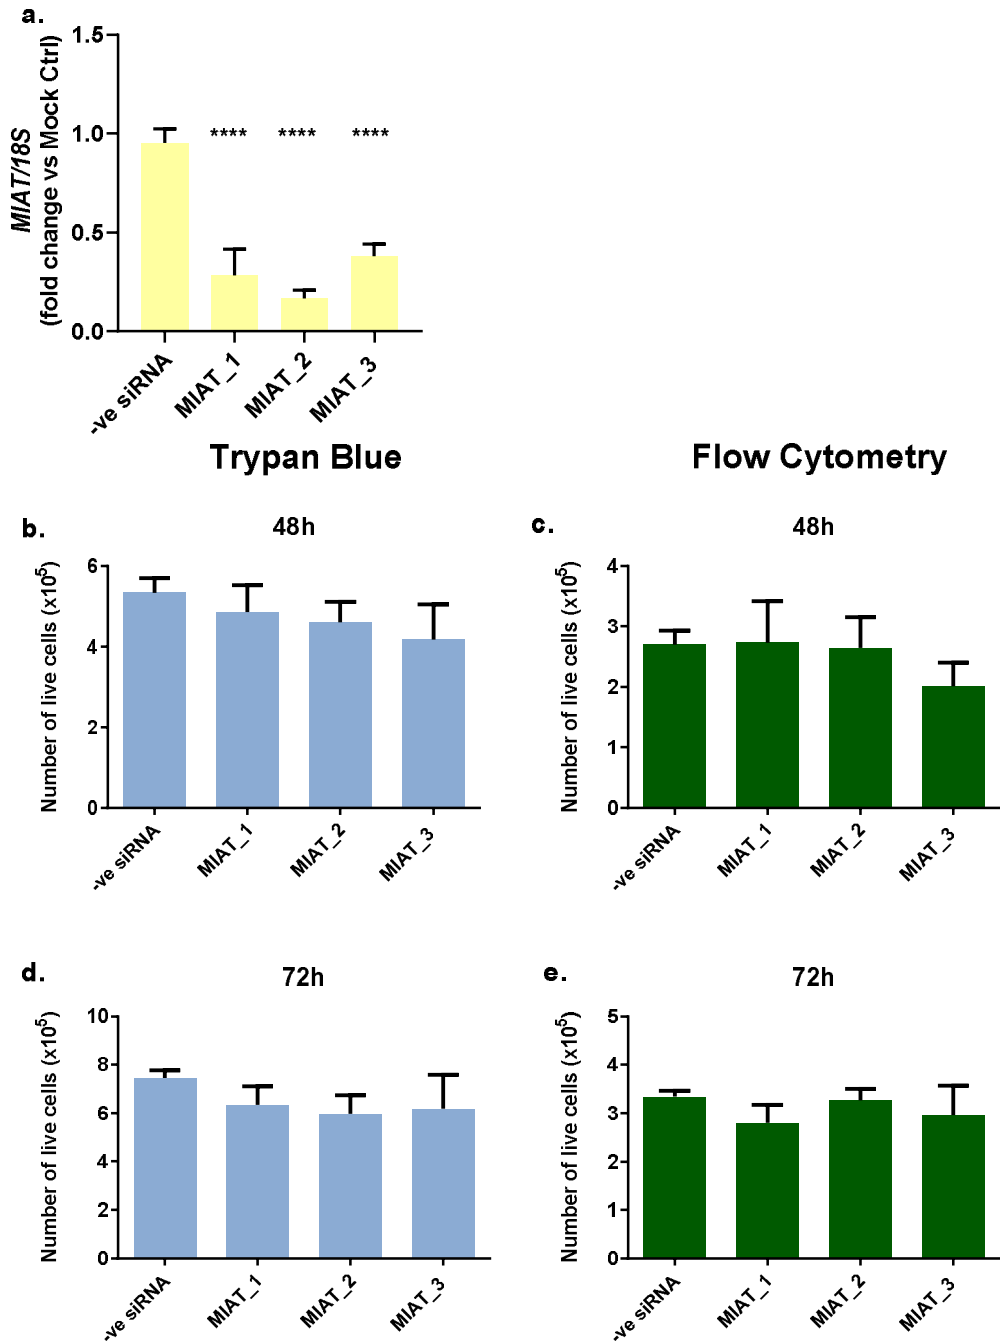 a.
MIAT/18S
(fold change vs Mock Ctrl)
1.5
1.0
0.5
0.0
**** **** ****
-ve siRNA MIAT_1 MIAT_2 MIAT_3
Trypan Blue
Flow Cytometry
b.
48h
Number of live cells (x10⁵)
6
4
2
0
-ve siRNA MIAT_1 MIAT_2 MIAT_3
c.
48h
Number of live cells (x10⁵)
4
3
2
1
0
-ve siRNA MIAT_1 MIAT_2 MIAT_3
d.
72h
Number of live cells (x10⁵)
10
8
6
4
2
0
-ve siRNA MIAT_1 MIAT_2 MIAT_3
e.
72h
Number of live cells (x10⁵)
5
4
3
2
1
0
-ve siRNA MIAT_1 MIAT_2 MIAT_3